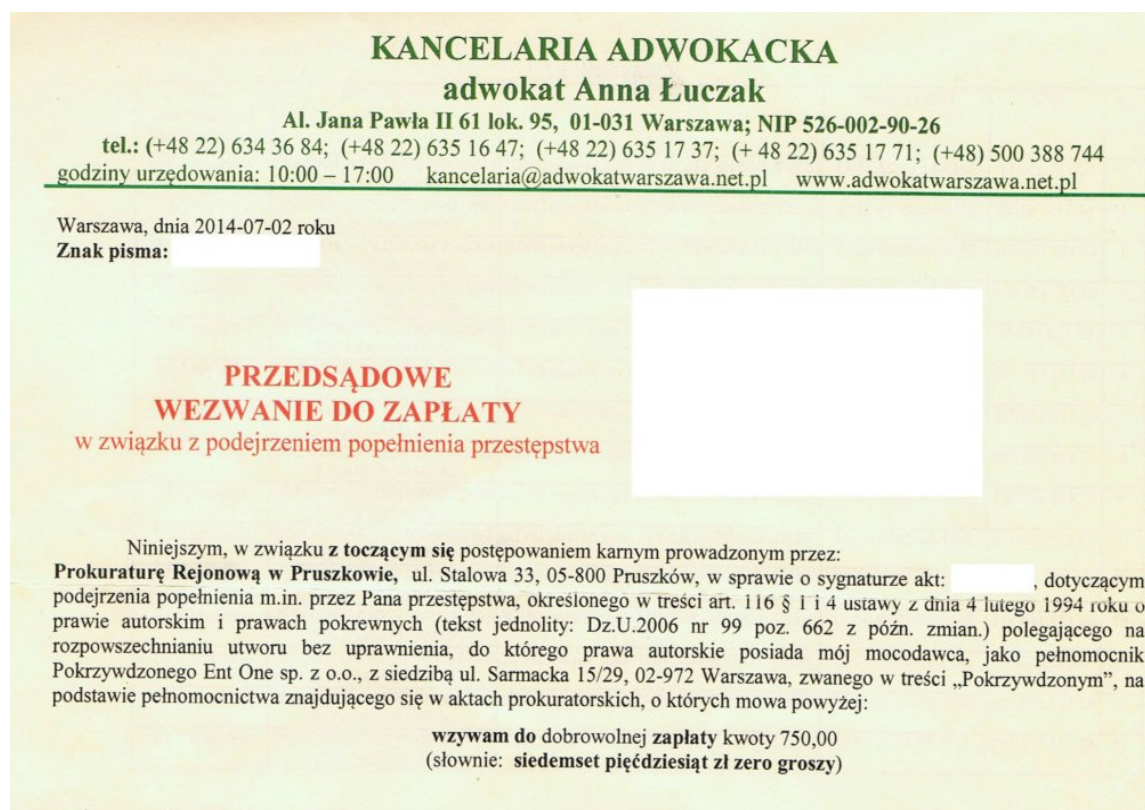 KANCELARIA ADWOKACKA
adwokat Anna Łuczak
Al. Jana Pawła II 61 lok. 95, 01-031 Warszawa; NIP 526-002-90-26
tel.: (+48 22) 634 36 84; (+48 22) 635 16 47; (+48 22) 635 17 37; (+ 48 22) 635 17 71; (+48) 500 388 744
godziny urzędowania: 10:00 – 17:00 kancelaria@adwokatwarszawa.net.pl www.adwokatwarszawa.net.pl
Warszawa, dnia 2014-07-02 roku
Znak pisma:
PRZEDSĄDOWE
WEZWANIE DO ZAPŁATY
w związku z podejrzeniem popełnienia przestępstwa
Niniejszym, w związku z toczącym się postępowaniem karnym prowadzonym przez:
Prokuraturę Rejonową w Pruszkowie, ul. Stalowa 33, 05-800 Pruszków, w sprawie o sygnaturze akt: , dotyczącym
podejrzenia popełnienia m.in. przez Pana przestępstwa, określonego w treści art. 116 § 1 i 4 ustawy z dnia 4 lutego 1994 roku o
prawie autorskim i prawach pokrewnych (tekst jednolity: Dz.U.2006 nr 99 poz. 662 z późn. zmian.) polegającego na
rozpowszechnianiu utworu bez uprawnienia, do którego prawa autorskie posiada mój mocodawca, jako pełnomocnik
Pokrzywdzonego Ent One sp. z o.o., z siedzibą ul. Sarmacka 15/29, 02-972 Warszawa, zwanego w treści „Pokrzywdzonym”, na
podstawie pełnomocnictwa znajdującego się w aktach prokuratorskich, o których mowa powyżej:
wzywam do dobrowolnej zapłaty kwoty 750,00
(słownie: siedemset pięćdziesiąt zł zero groszy)